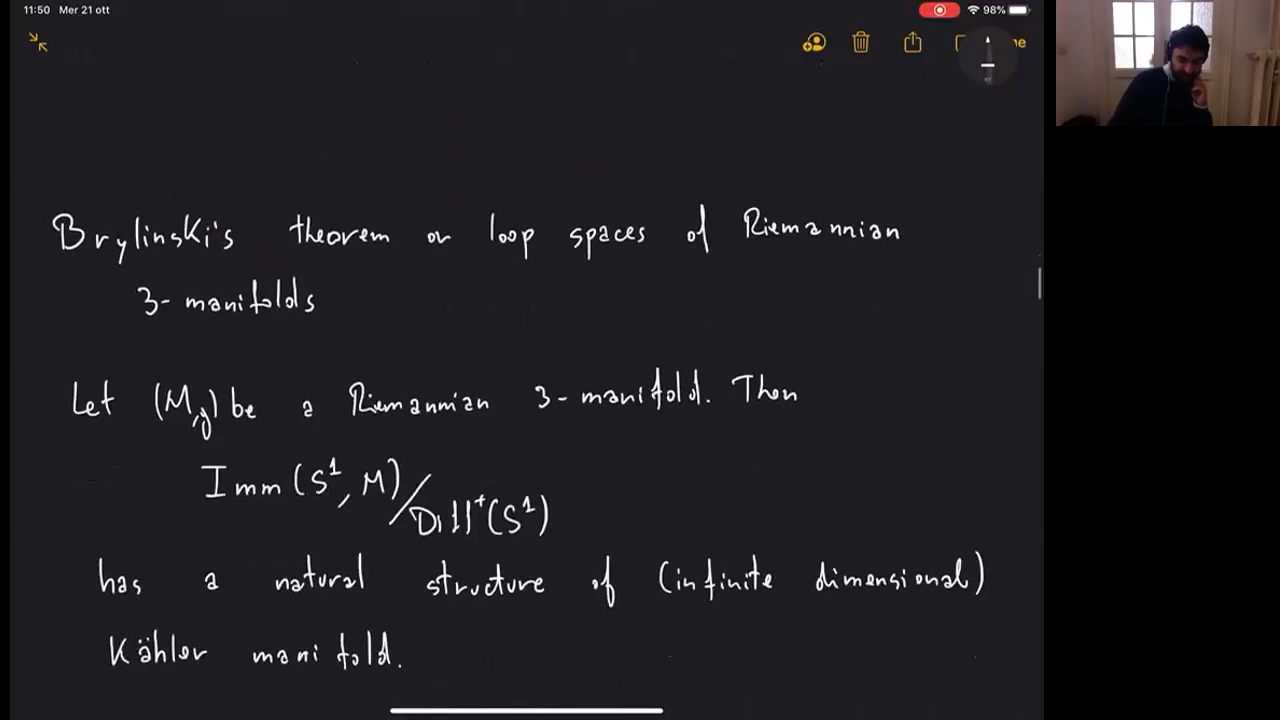 11:50 Mer 21 ott
98%
ne
Brylinski's theorem on loop spaces of Riemannian
3-manifolds
Let (M,g) be a Riemannian 3-manifold. Then
Imm(S¹, M)/Diff⁺(S¹)
has a natural structure of (infinite dimensional)
Kähler manifold.